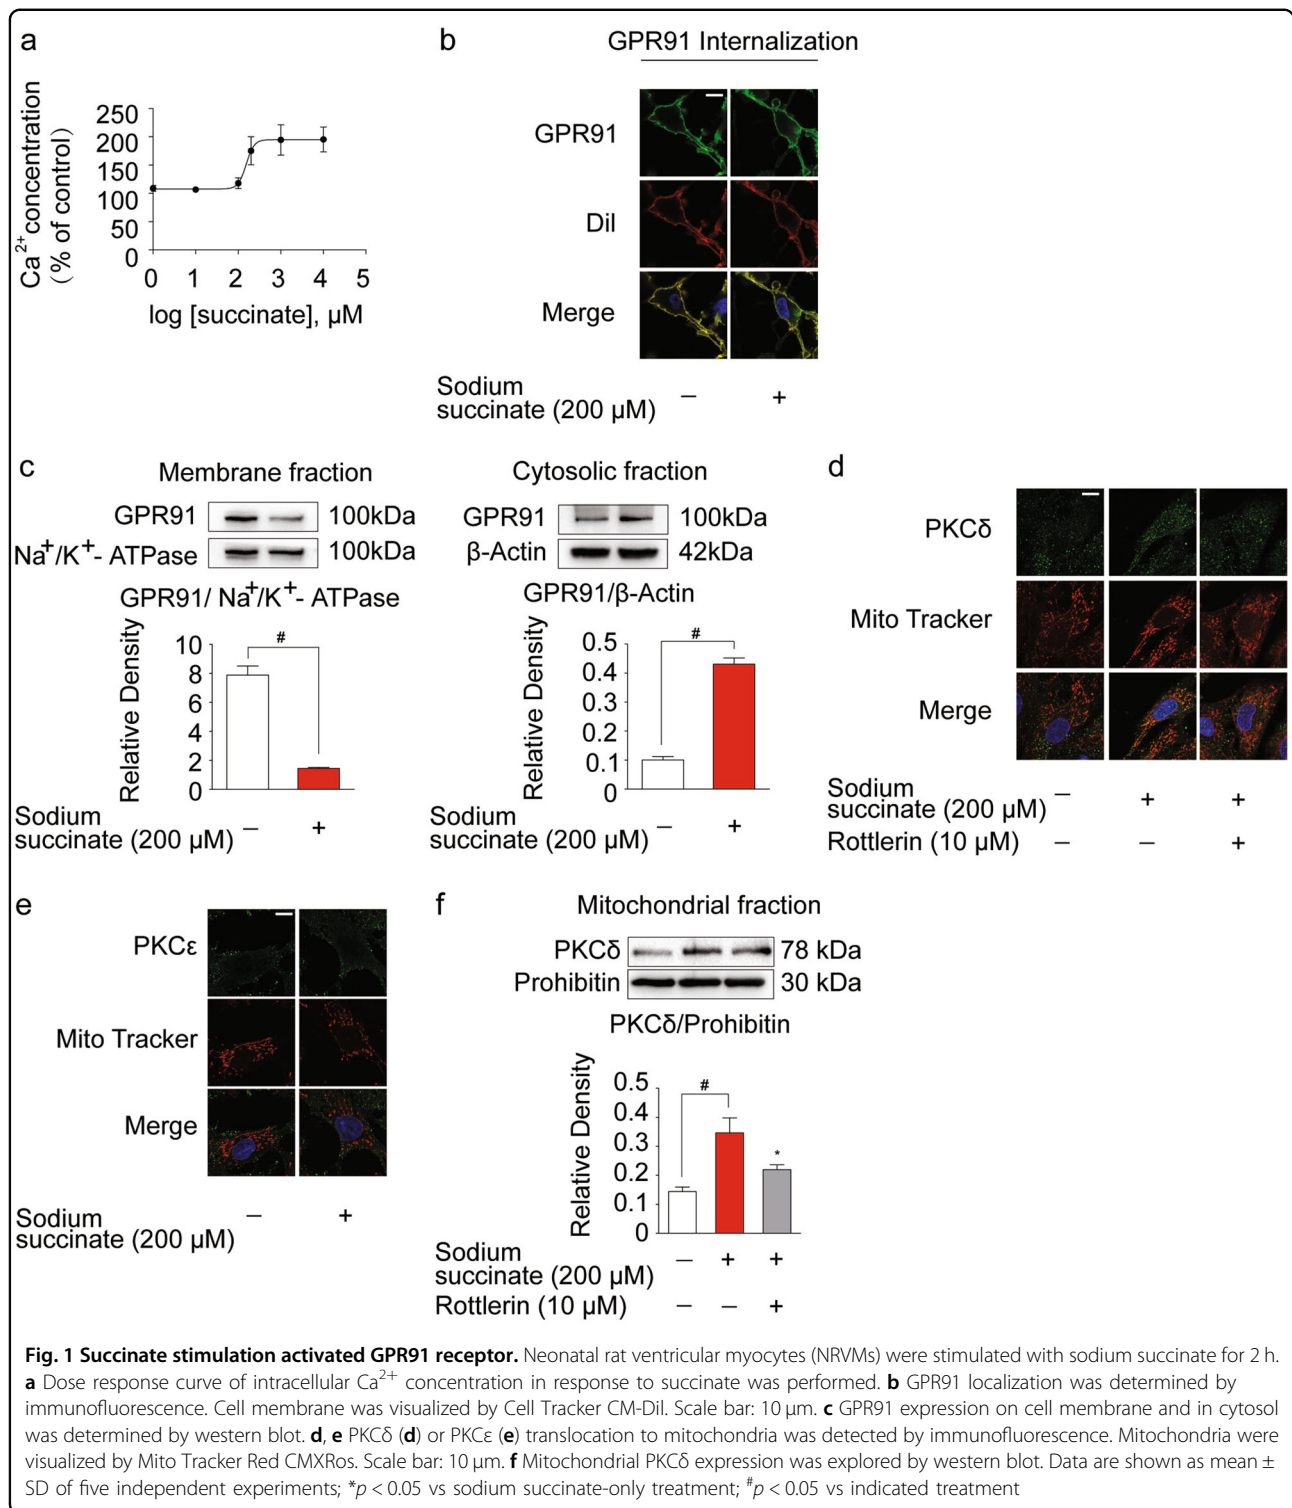 a
250
200
150
100
50
0
Ca2+ concentration
(% of control)
0 1 2 3 4 5
log [succinate], µM
b
GPR91 Internalization
GPR91
Dil
Merge
Sodium
succinate (200 µM) – +
c
Membrane fraction
GPR91 100kDa
Na+/K+- ATPase 100kDa
GPR91/ Na+/K+- ATPase
Relative Density
10
8
6
4
2
0
#
Sodium
succinate (200 µM) – +
Cytosolic fraction
GPR91 100kDa
β-Actin 42kDa
GPR91/β-Actin
Relative Density
0.5
0.4
0.3
0.2
0.1
0
#
Sodium
succinate (200 µM) – +
d
PKCδ
Mito Tracker
Merge
Sodium
succinate (200 µM) – + +
Rottlerin (10 µM) – – +
e
PKCε
Mito Tracker
Merge
Sodium
succinate (200 µM) – +
f
Mitochondrial fraction
PKCδ 78 kDa
Prohibitin 30 kDa
PKCδ/Prohibitin
Relative Density
0.5
0.4
0.3
0.2
0.1
0
#
*
Sodium
succinate (200 µM) – + +
Rottlerin (10 µM) – – +
Fig. 1 Succinate stimulation activated GPR91 receptor. Neonatal rat ventricular myocytes (NRVMs) were stimulated with sodium succinate for 2 h.
a Dose response curve of intracellular Ca2+ concentration in response to succinate was performed. b GPR91 localization was determined by
immunofluorescence. Cell membrane was visualized by Cell Tracker CM-Dil. Scale bar: 10 µm. c GPR91 expression on cell membrane and in cytosol
was determined by western blot. d, e PKCδ (d) or PKCε (e) translocation to mitochondria was detected by immunofluorescence. Mitochondria were
visualized by Mito Tracker Red CMXRos. Scale bar: 10 µm. f Mitochondrial PKCδ expression was explored by western blot. Data are shown as mean ±
SD of five independent experiments; *p < 0.05 vs sodium succinate-only treatment; #p < 0.05 vs indicated treatment